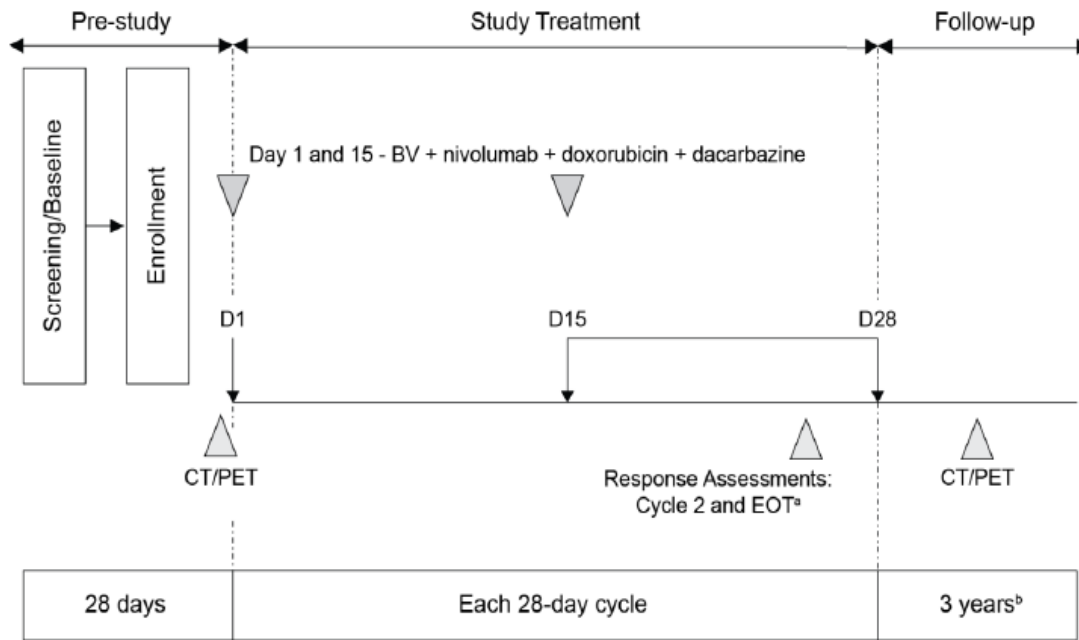 Pre-study
Study Treatment
Follow-up
Screening/Baseline
Enrollment
Day 1 and 15 - BV + nivolumab + doxorubicin + dacarbazine
D1
D15
D28
CT/PET
Response Assessments:
Cycle 2 and EOTᵃ
CT/PET
28 days
Each 28-day cycle
3 yearsᵇ